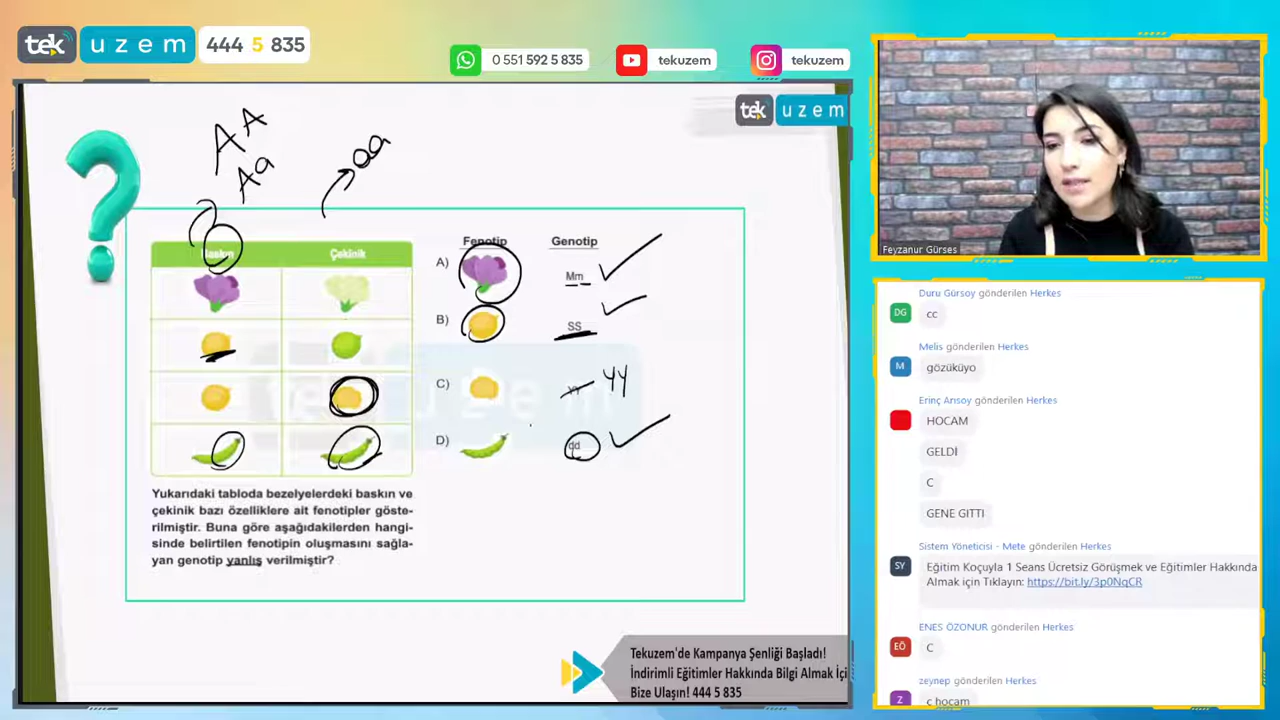 tek uzem 444 5 835
0 551 592 5 835
tekuzem
tekuzem
tek uzem
AA
Aa
aa
Baskın Çekinik
Fenotip Genotip
A) Mm
B) SS
C) YY
D) dd
Yukarıdaki tabloda bezelyelerdeki baskın ve
çekinik bazı özelliklere ait fenotipler göste-
rilmiştir. Buna göre aşağıdakilerden hangi-
sinde belirtilen fenotipin oluşmasını sağla-
yan genotip yanlış verilmiştir?
Tekuzem'de Kampanya Şenliği Başladı!
İndirimli Eğitimler Hakkında Bilgi Almak İçi
Bize Ulaşın! 444 5 835
Feyzanur Gürses
Duru Gürsoy gönderilen Herkes
DG cc
Melis gönderilen Herkes
M gözüküyo
Erinç Arısoy gönderilen Herkes
HOCAM
GELDİ
C
GENE GITTI
Sistem Yöneticisi - Mete gönderilen Herkes
SY Eğitim Koçuyla 1 Seans Ücretsiz Görüşmek ve Eğitimler Hakkında
Almak için Tıklayın: https://bit.ly/3p0NqCR
ENES ÖZONUR gönderilen Herkes
EÖ C
zeynep gönderilen Herkes
Z c hocam